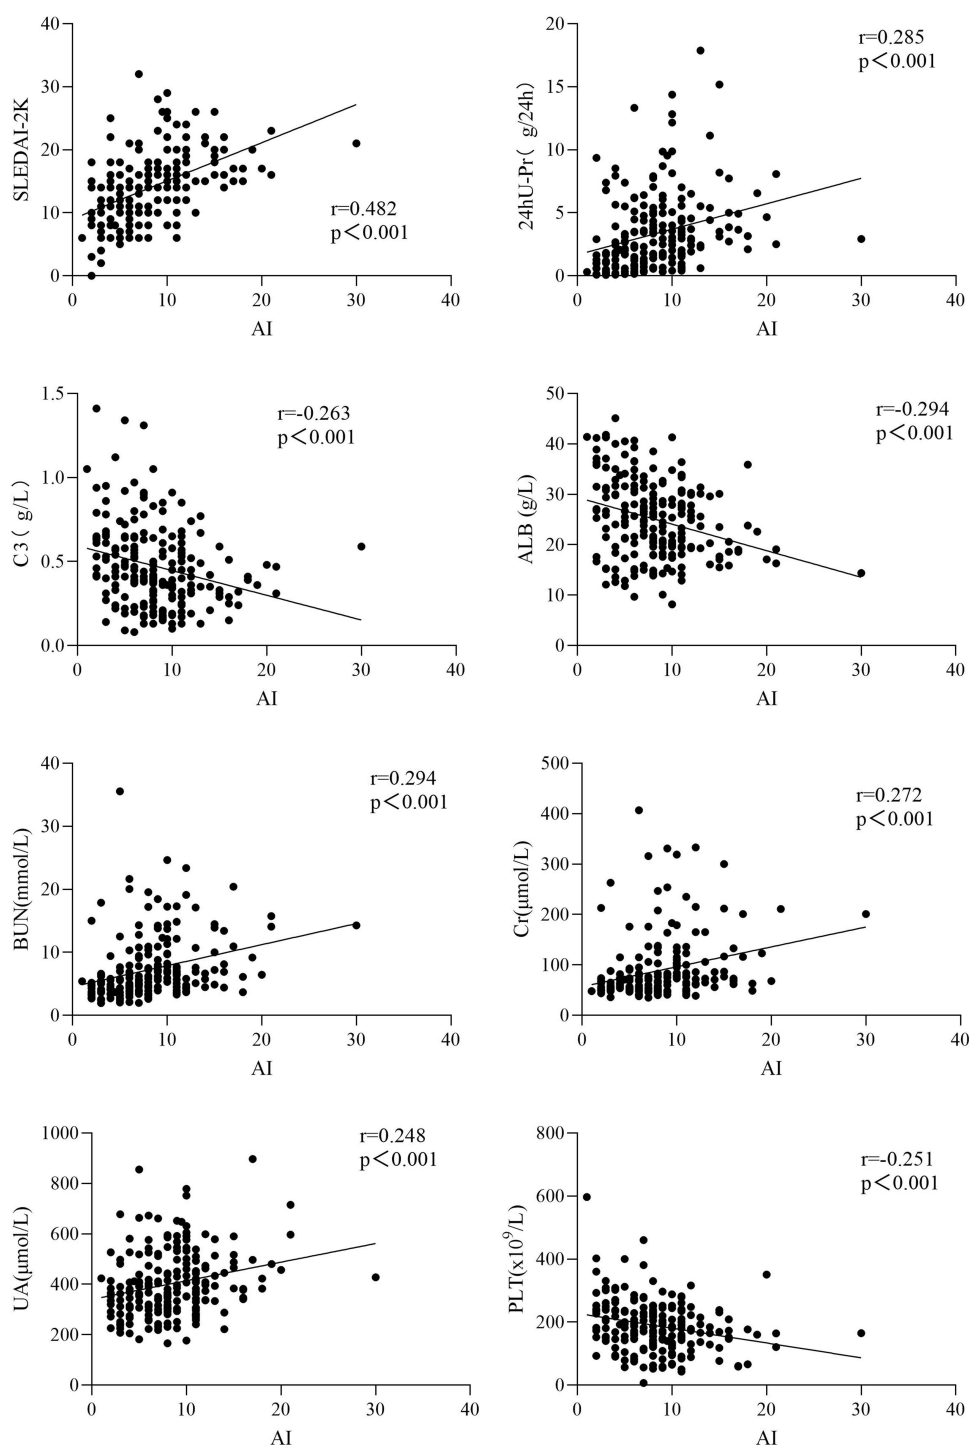 40
30
20
10
0
SLEDAI-2K
r=0.482
p<0.001
0 10 20 30 40
AI
20
15
10
5
0
24hU-Pr( g/24h)
r=0.285
p<0.001
0 10 20 30 40
AI
1.5
1.0
0.5
0.0
C3( g/L)
r=-0.263
p<0.001
0 10 20 30 40
AI
50
40
30
20
10
0
ALB (g/L)
r=-0.294
p<0.001
0 10 20 30 40
AI
40
30
20
10
0
BUN(mmol/L)
r=0.294
p<0.001
0 10 20 30 40
AI
500
400
300
200
100
0
Cr(μmol/L)
r=0.272
p<0.001
0 10 20 30 40
AI
1000
800
600
400
200
0
UA(μmol/L)
r=0.248
p<0.001
0 10 20 30 40
AI
800
600
400
200
0
PLT(x10⁹/L)
r=-0.251
p<0.001
0 10 20 30 40
AI